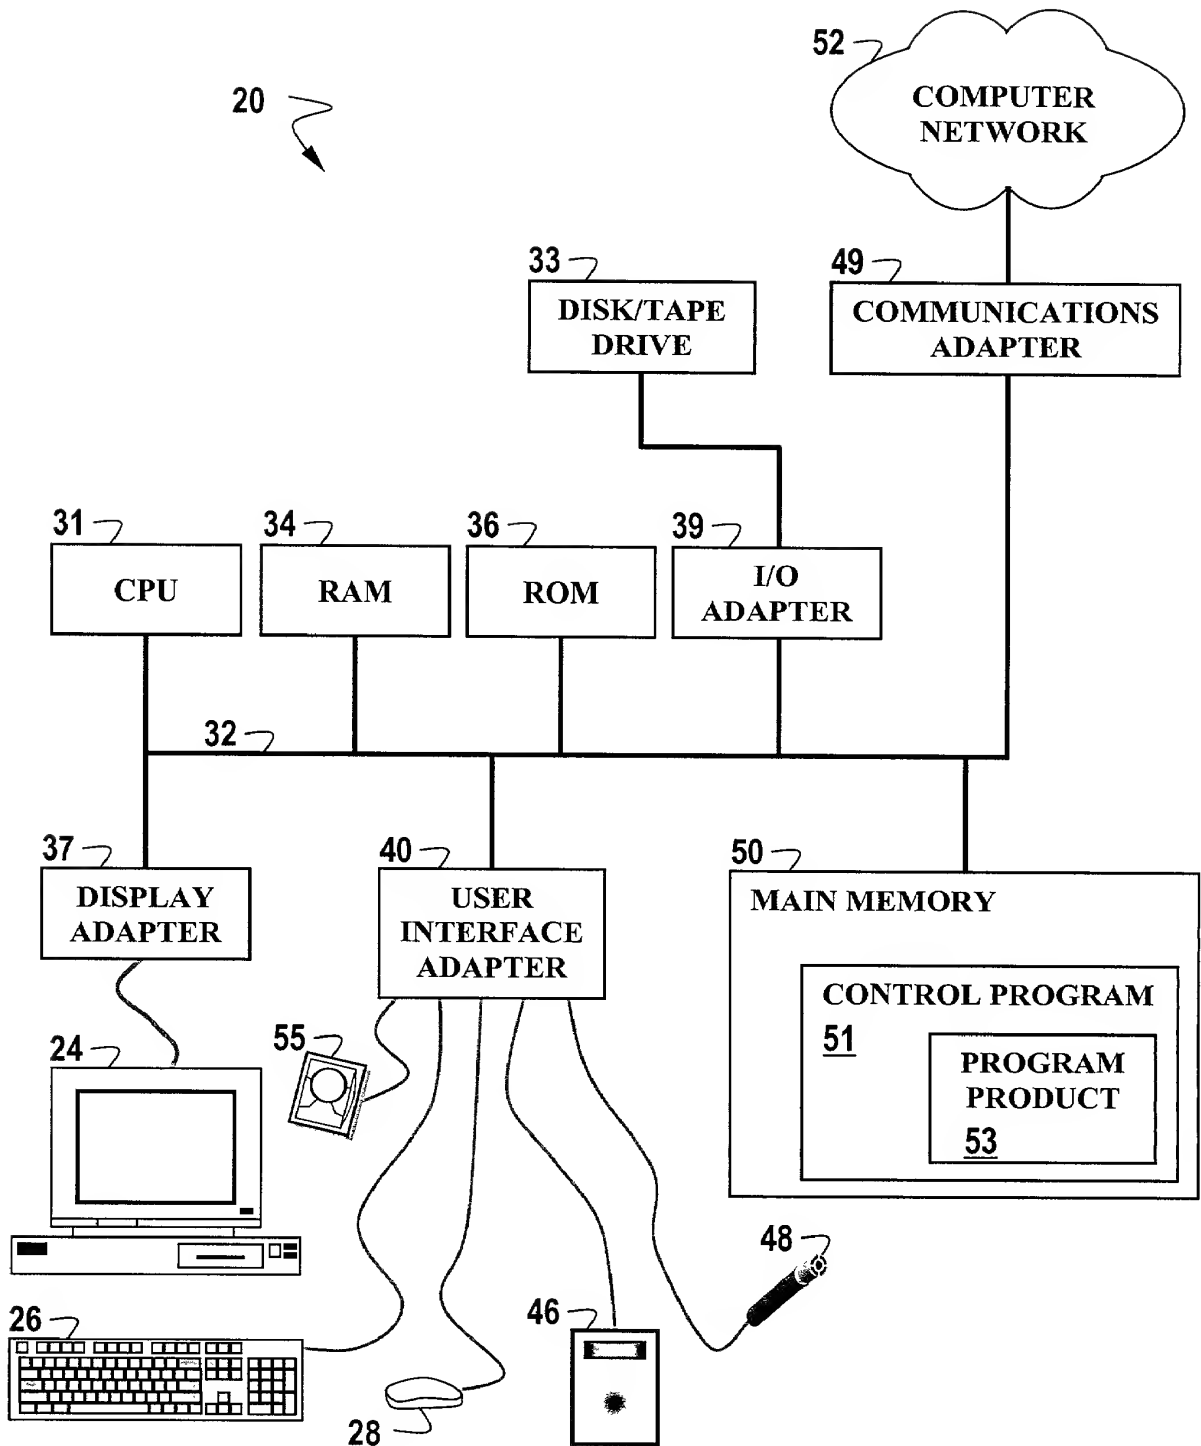 52
COMPUTER
NETWORK
20
33
DISK/TAPE
DRIVE
49
COMMUNICATIONS
ADAPTER
31
CPU
34
RAM
36
ROM
39
I/O
ADAPTER
32
37
DISPLAY
ADAPTER
40
USER
INTERFACE
ADAPTER
50
MAIN MEMORY
CONTROL PROGRAM
51
PROGRAM
PRODUCT
53
24
55
26
28
46
48